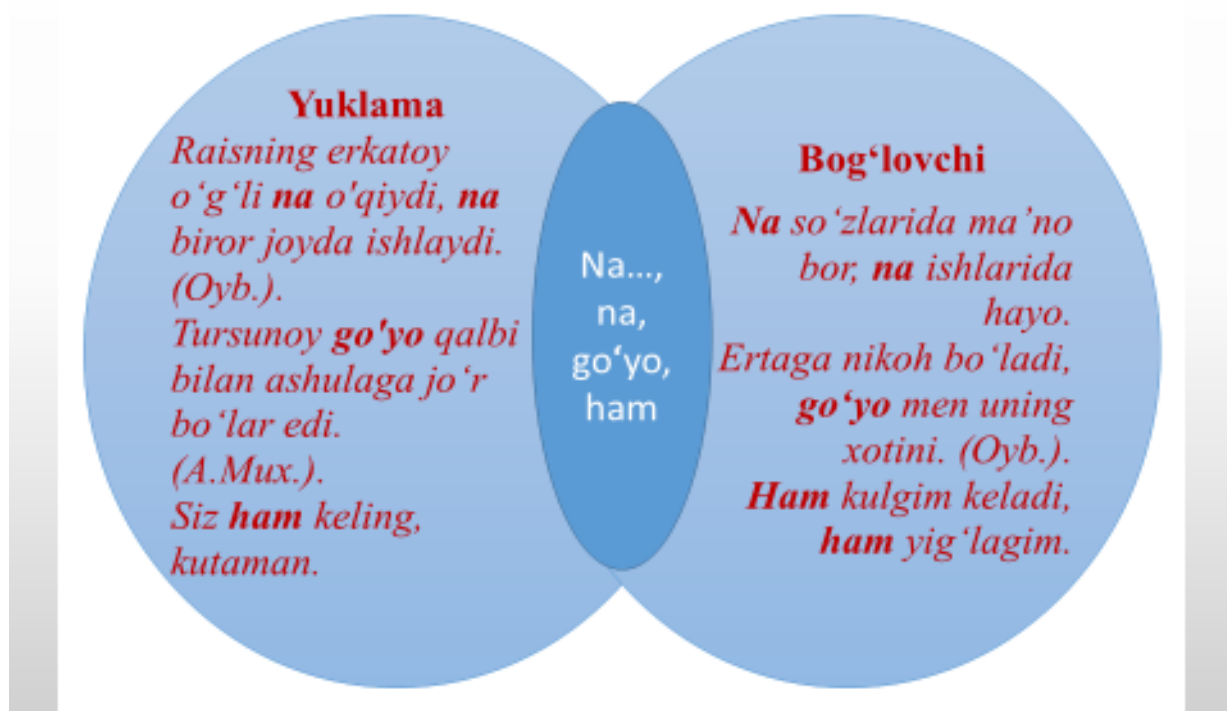 Yuklama
Raisning erkatoy
o‘g‘li na o'qiydi, na
biror joyda ishlaydi.
(Oyb.).
Tursunoy go'yo qalbi
bilan ashulaga jo‘r
bo‘lar edi.
(A.Mux.).
Siz ham keling,
kutaman.
Na...,
na,
go‘yo,
ham
Bog‘lovchi
Na so‘zlarida ma’no
bor, na ishlarida
hayo.
Ertaga nikoh bo‘ladi,
go‘yo men uning
xotini. (Oyb.).
Ham kulgim keladi,
ham yig‘lagim.